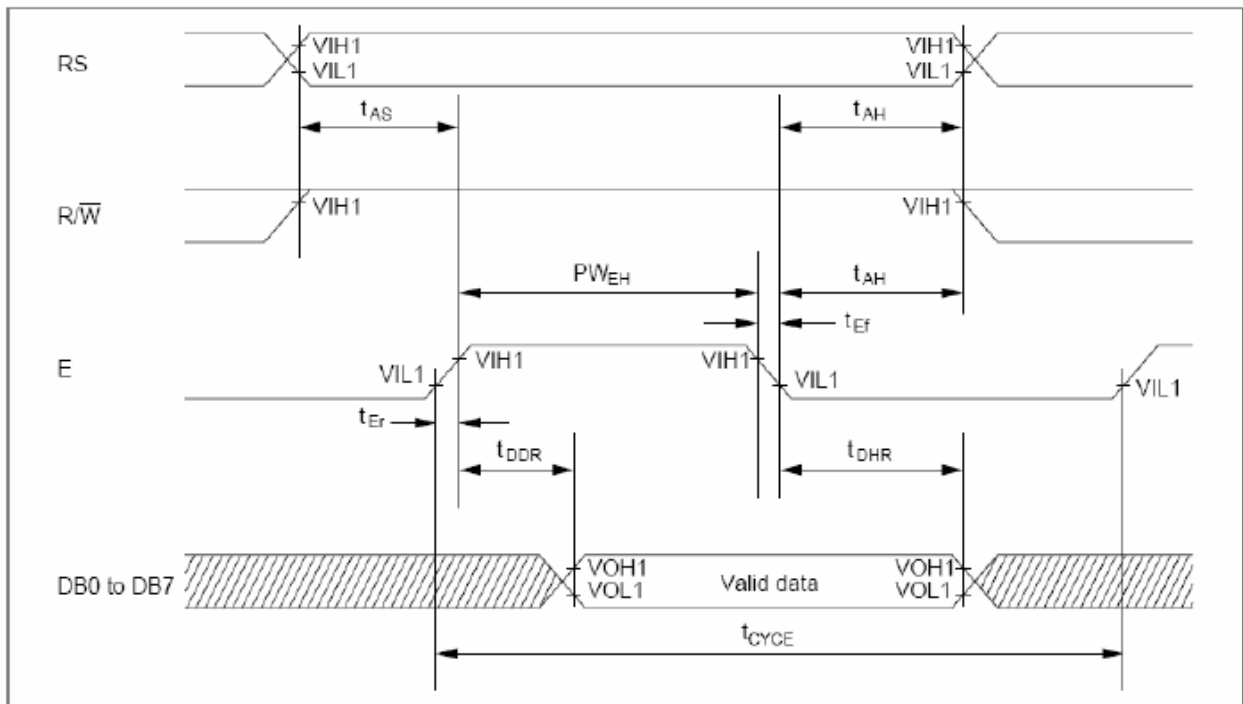 RS
VIH1
VIL1
VIH1
VIL1
tAS
tAH
R/W̅
VIH1
VIH1
PWEH
tAH
tEf
E
VIL1
VIH1
VIH1
VIL1
VIL1
tEr
tDDR
tDHR
DB0 to DB7
VOH1
VOL1
Valid data
VOH1
VOL1
tCYCE